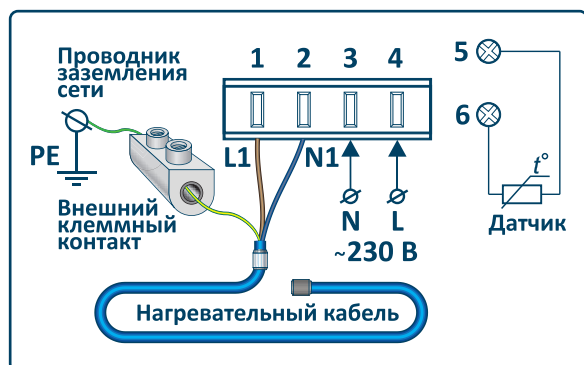 Проводник
заземления
сети
PE
Внешний
клеммный
контакт
1 2 3 4
L1 N1
N L
~230 В
5
6
t°
Датчик
Нагревательный кабель